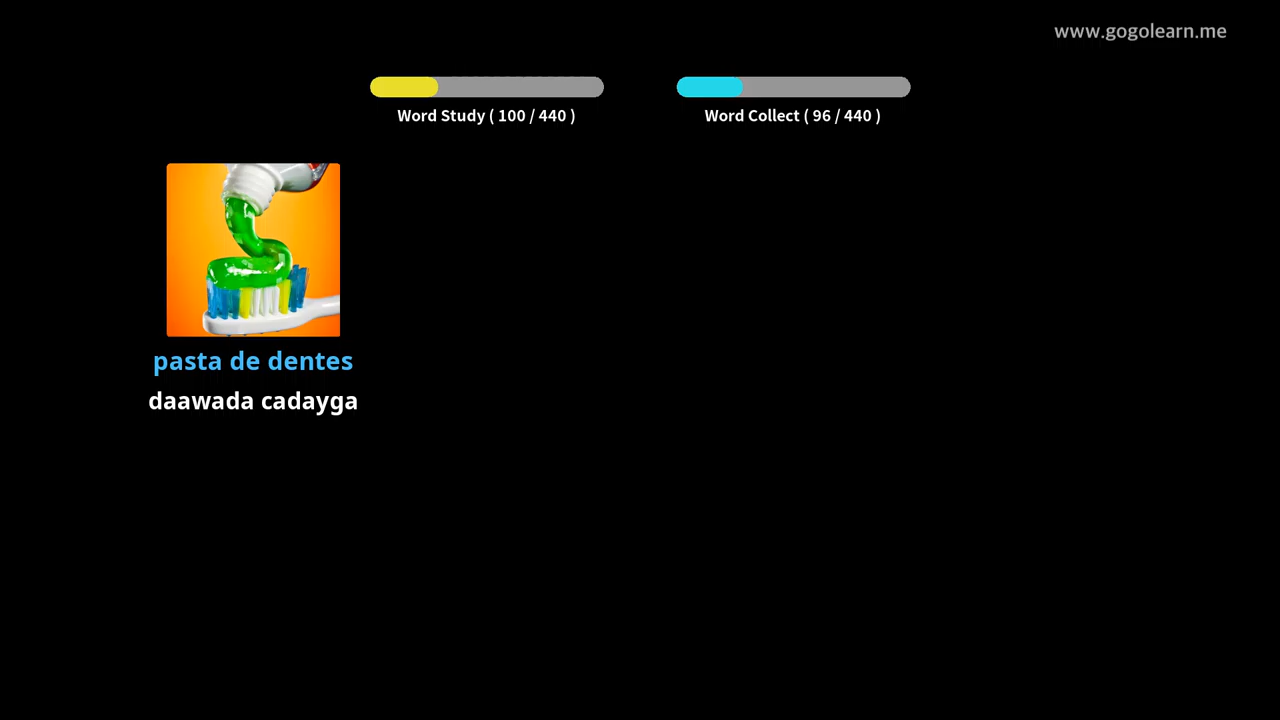 www.gogolearn.me
Word Study ( 100 / 440 )
Word Collect ( 96 / 440 )
pasta de dentes
daawada cadayga